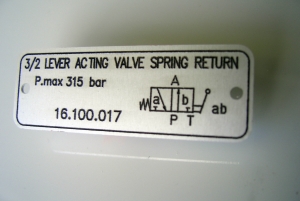 3/2 LEVER ACTING VALVE SPRING RETURN
P.max 315 bar
16.100.017
A
a b
ab
P T